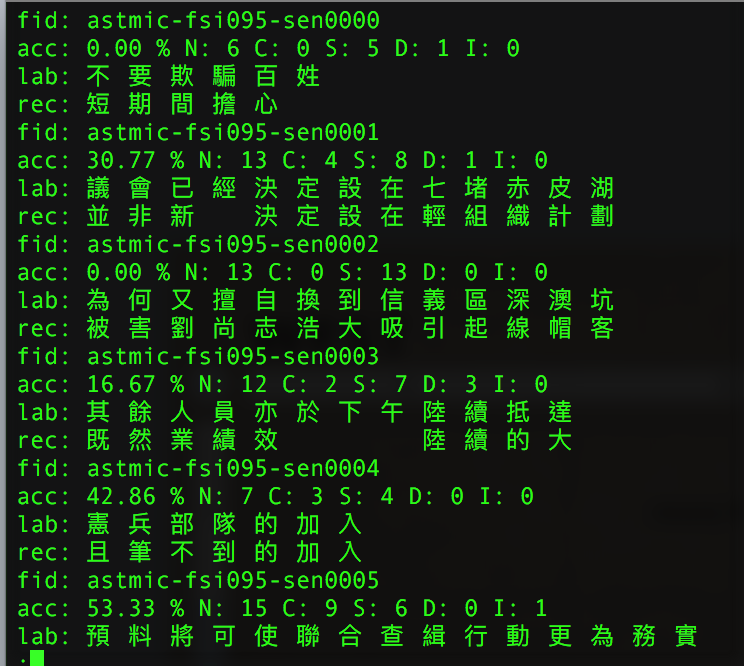 fid: astmic-fsi095-sen0000
acc: 0.00 % N: 6 C: 0 S: 5 D: 1 I: 0
lab: 不 要 欺 騙 百 姓
rec: 短 期 間 擔 心
fid: astmic-fsi095-sen0001
acc: 30.77 % N: 13 C: 4 S: 8 D: 1 I: 0
lab: 議 會 已 經 決 定 設 在 七 堵 赤 皮 湖
rec: 並 非 新    決 定 設 在 輕 組 織 計 劃
fid: astmic-fsi095-sen0002
acc: 0.00 % N: 13 C: 0 S: 13 D: 0 I: 0
lab: 為 何 又 擅 自 換 到 信 義 區 深 澳 坑
rec: 被 害 劉 尚 志 浩 大 吸 引 起 線 帽 客
fid: astmic-fsi095-sen0003
acc: 16.67 % N: 12 C: 2 S: 7 D: 3 I: 0
lab: 其 餘 人 員 亦 於 下 午 陸 續 抵 達
rec: 既 然 業 績 效          陸 續 的 大
fid: astmic-fsi095-sen0004
acc: 42.86 % N: 7 C: 3 S: 4 D: 0 I: 0
lab: 憲 兵 部 隊 的 加 入
rec: 且 筆 不 到 的 加 入
fid: astmic-fsi095-sen0005
acc: 53.33 % N: 15 C: 9 S: 6 D: 0 I: 1
lab: 預 料 將 可 使 聯 合 查 緝 行 動 更 為 務 實
.